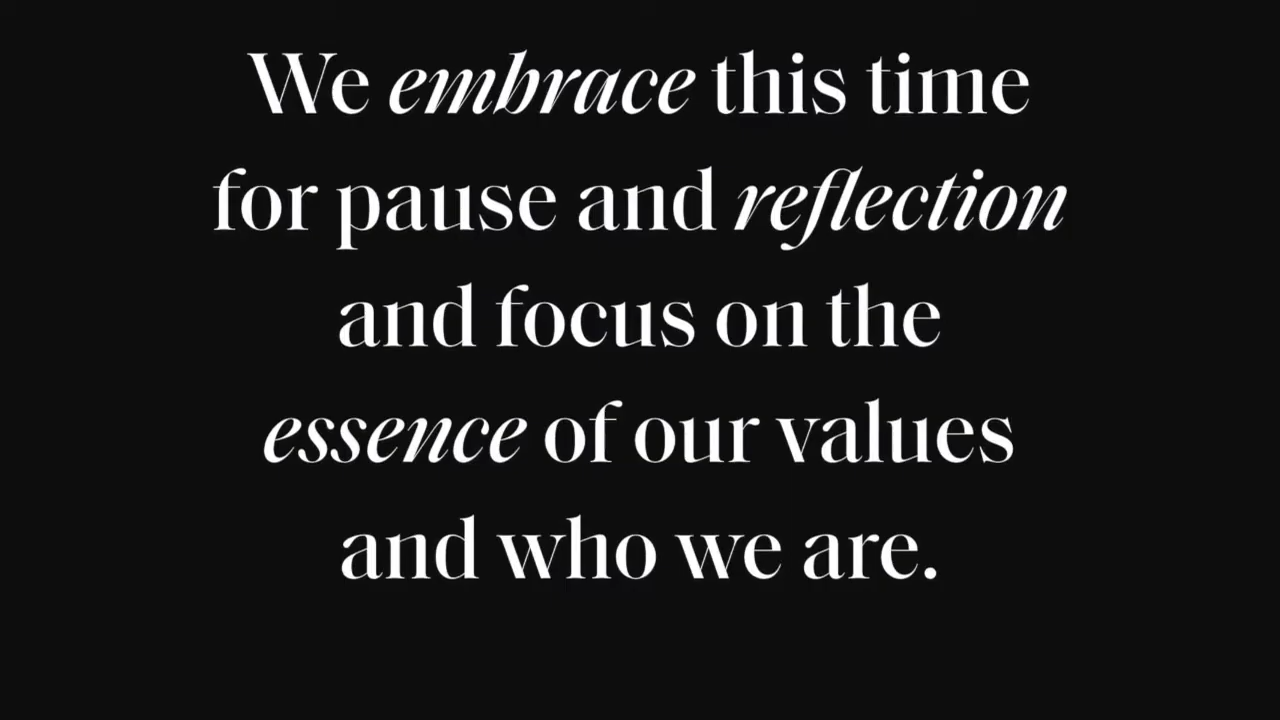 We embrace this time
for pause and reflection
and focus on the
essence of our values
and who we are.